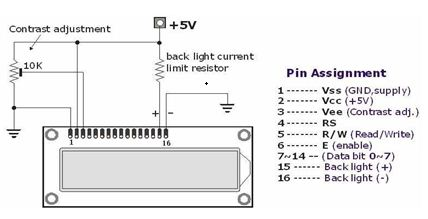 +5V
Contrast adjustment
back light current
limit resistor
10K
+ -
1
16
Pin Assignment
1 ------ Vss (GND,supply)
2 ------ Vcc (+5V)
3 ------ Vee (Contrast adj.)
4 ------ RS
5 ------ R/W (Read/Write)
6 ------ E (enable)
7~14 -- (Data bit 0~7)
15 ----- Back light (+)
16 ----- Back light (-)